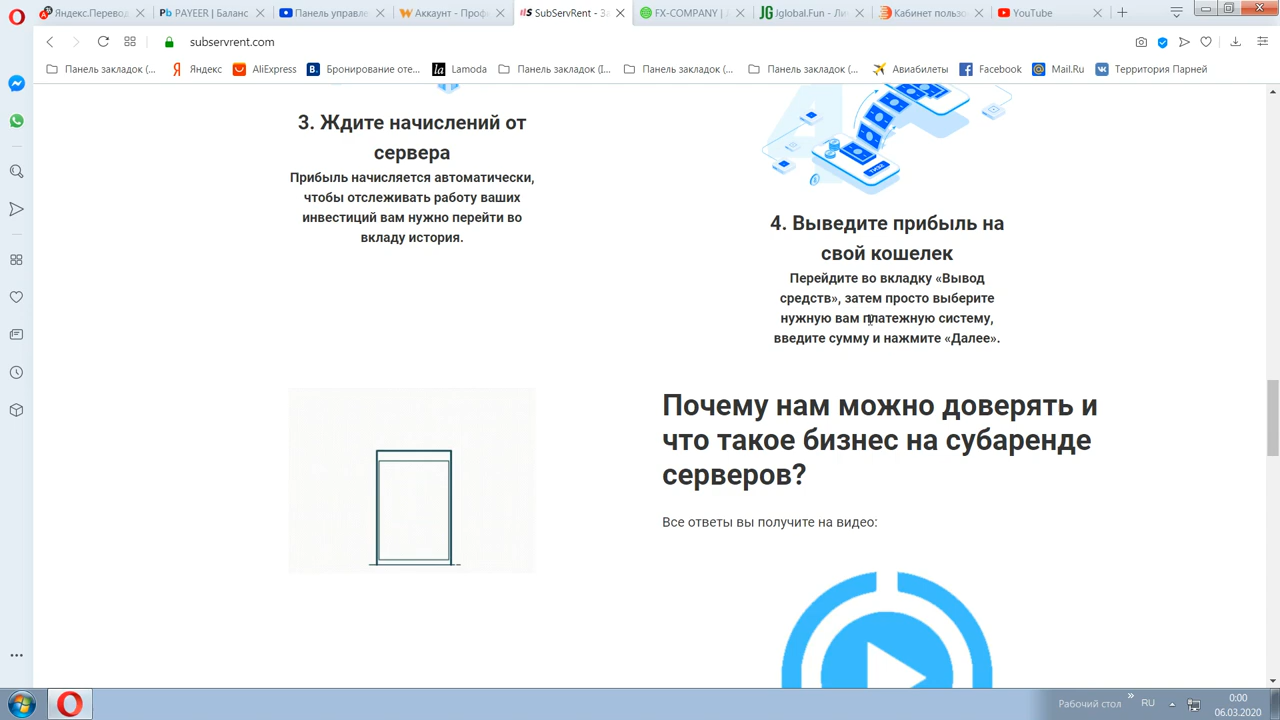 Яндекс.Перевод
PAYEER | Баланс
Панель управл
Аккаунт - Проф
SubServRent - За
FX-COMPANY |
Jglobal.Fun - Ли
Кабинет пользо
YouTube
subservrent.com
Панель закладок (...
Яндекс
AliExpress
Бронирование оте...
Lamoda
Панель закладок (I...
Панель закладок (...
Панель закладок (...
Авиабилеты
Facebook
Mail.Ru
Территория Парней
3. Ждите начислений от
сервера
Прибыль начисляется автоматически,
чтобы отслеживать работу ваших
инвестиций вам нужно перейти во
вкладу история.
4. Выведите прибыль на
свой кошелек
Перейдите во вкладку «Вывод
средств», затем просто выберите
нужную вам платежную систему,
введите сумму и нажмите «Далее».
Почему нам можно доверять и
что такое бизнес на субаренде
серверов?
Все ответы вы получите на видео:
Рабочий стол
RU
0:00
06.03.2020